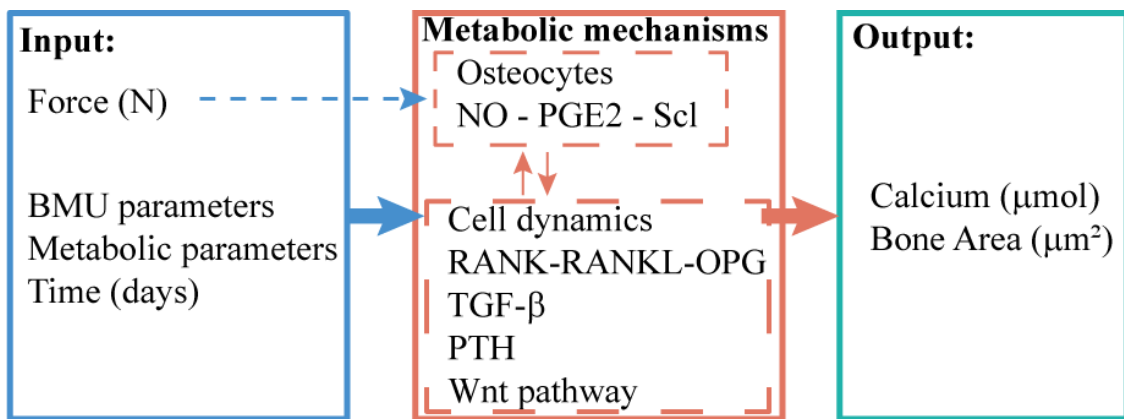 Input:
Force (N)
BMU parameters
Metabolic parameters
Time (days)
Metabolic mechanisms
Osteocytes
NO - PGE2 - Scl
Cell dynamics
RANK-RANKL-OPG
TGF-β
PTH
Wnt pathway
Output:
Calcium (μmol)
Bone Area (μm²)